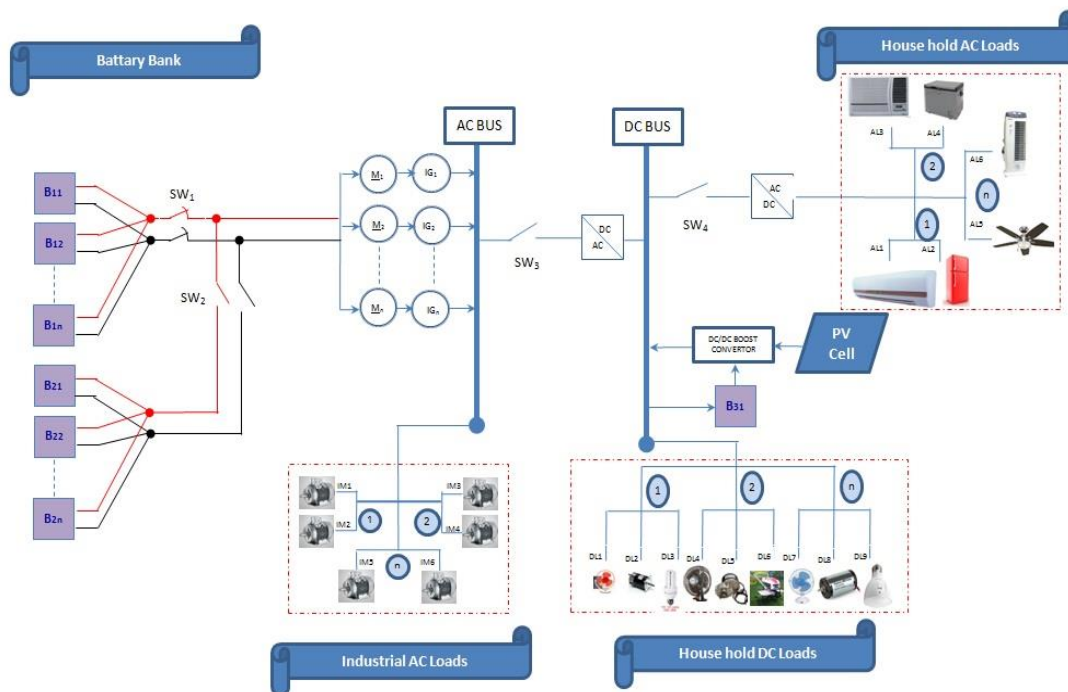 Battary Bank
House hold AC Loads
AC BUS
DC BUS
AL3
AL4
AL6
2
n
1
AL5
AL1
AL2
B11
B12
B1n
B21
B22
B2n
SW1
SW2
M1
IG1
M2
IG2
Mn
IGn
SW3
DC
AC
SW4
AC
DC
DC/DC BOOST
CONVERTOR
PV
Cell
B31
IM1
IM2
1
IM3
IM4
2
IM5
n
IM6
1
2
n
DL1
DL2
DL3
DL4
DL5
DL6
DL7
DL8
DL9
Industrial AC Loads
House hold DC Loads